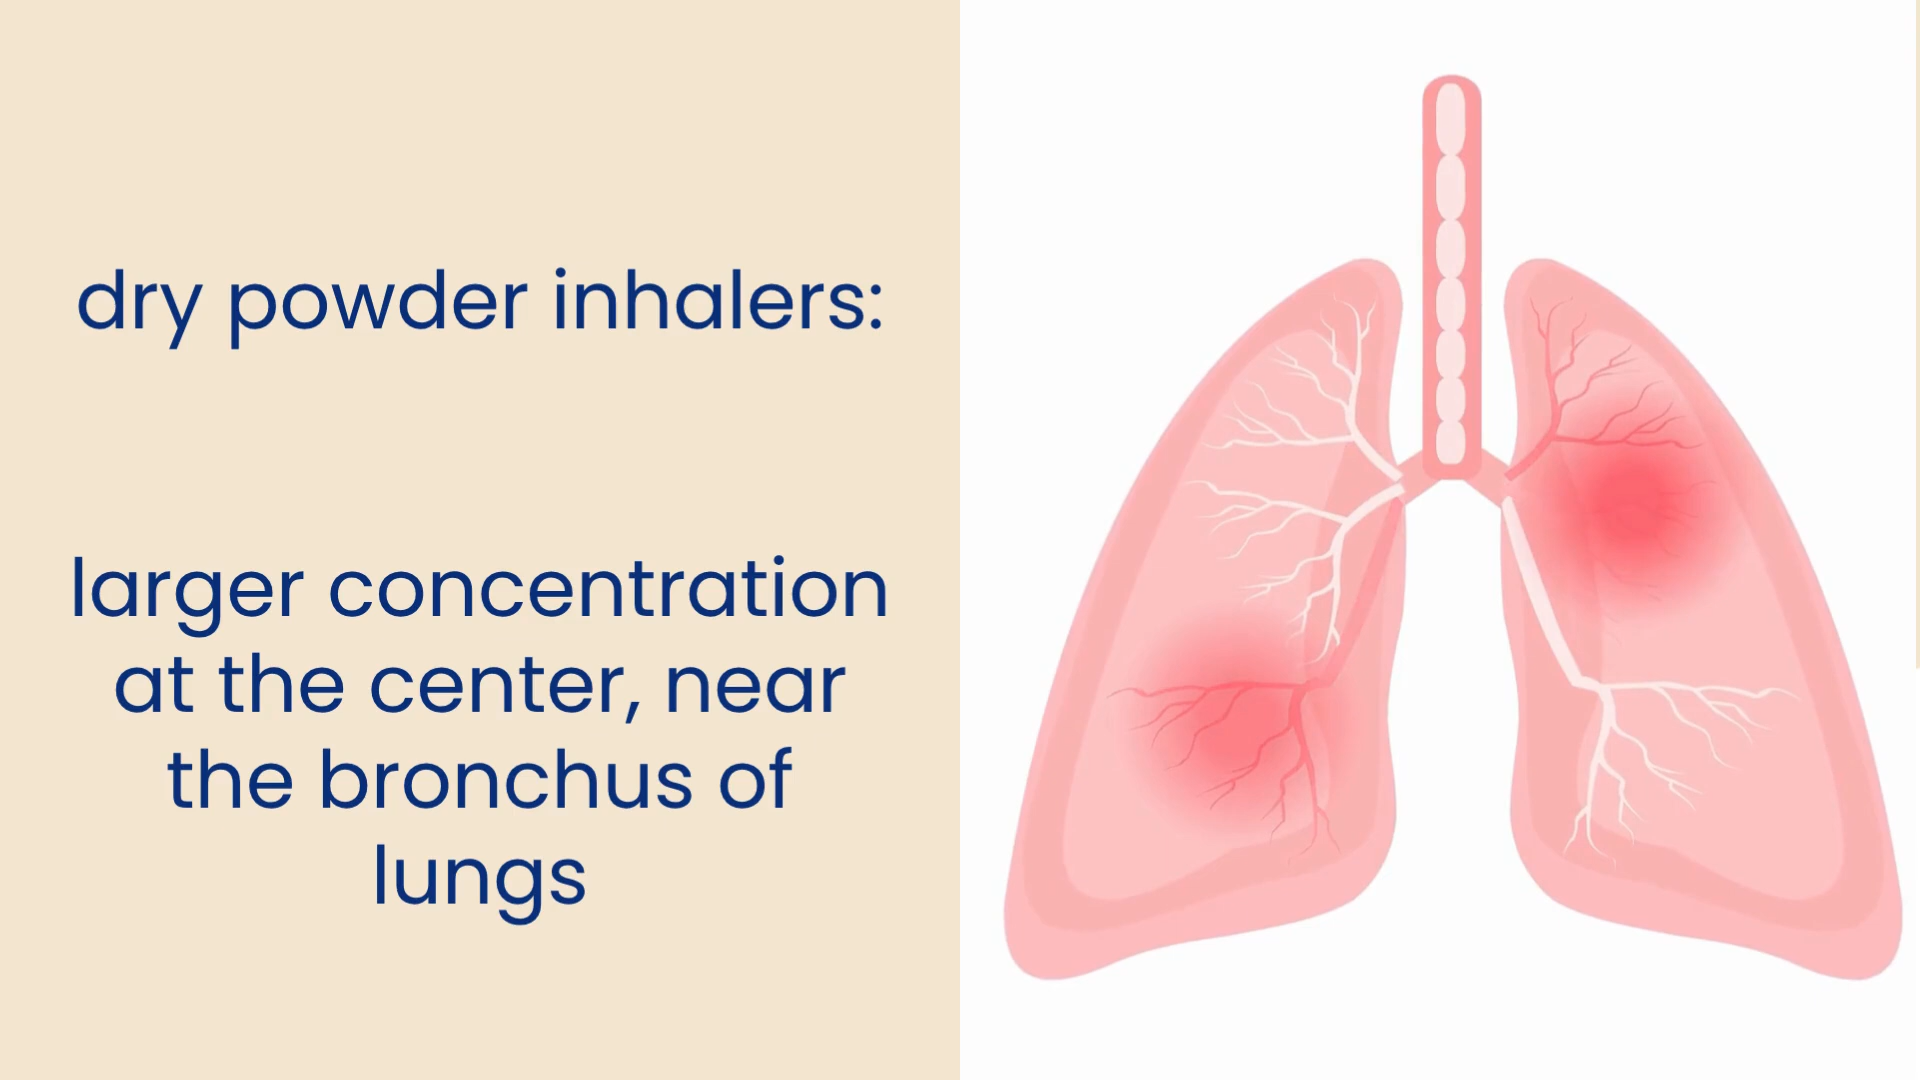 dry powder inhalers:
larger concentration
at the center, near
the bronchus of
lungs